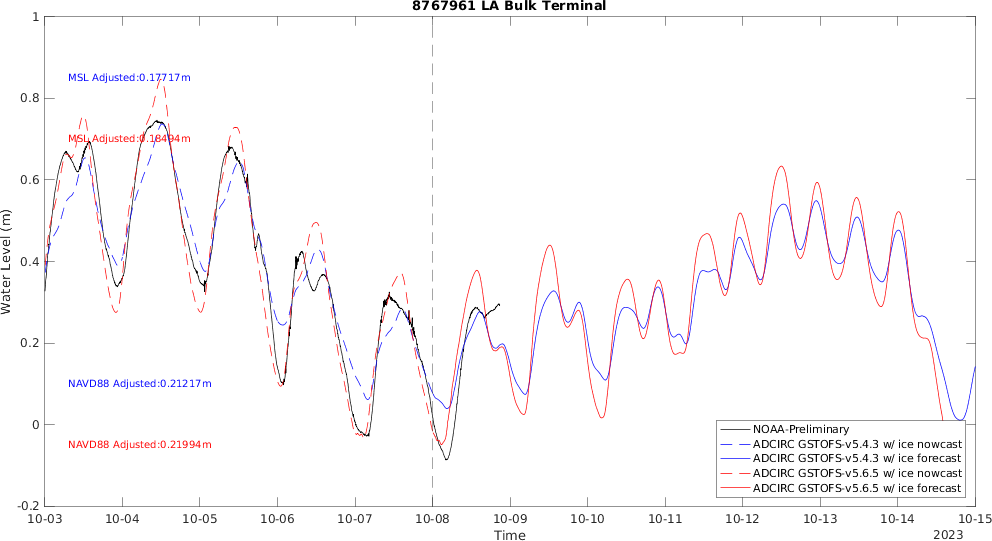 8767961 LA Bulk Terminal
1
0.8
0.6
0.4
0.2
0
-0.2
Water Level (m)
MSL Adjusted:0.17717m
MSL Adjusted:0.18494m
NAVD88 Adjusted:0.21217m
NAVD88 Adjusted:0.21994m
NOAA-Preliminary
ADCIRC GSTOFS-v5.4.3 w/ ice nowcast
ADCIRC GSTOFS-v5.4.3 w/ ice forecast
ADCIRC GSTOFS-v5.6.5 w/ ice nowcast
ADCIRC GSTOFS-v5.6.5 w/ ice forecast
10-03 10-04 10-05 10-06 10-07 10-08 10-09 10-10 10-11 10-12 10-13 10-14 10-15
Time
2023